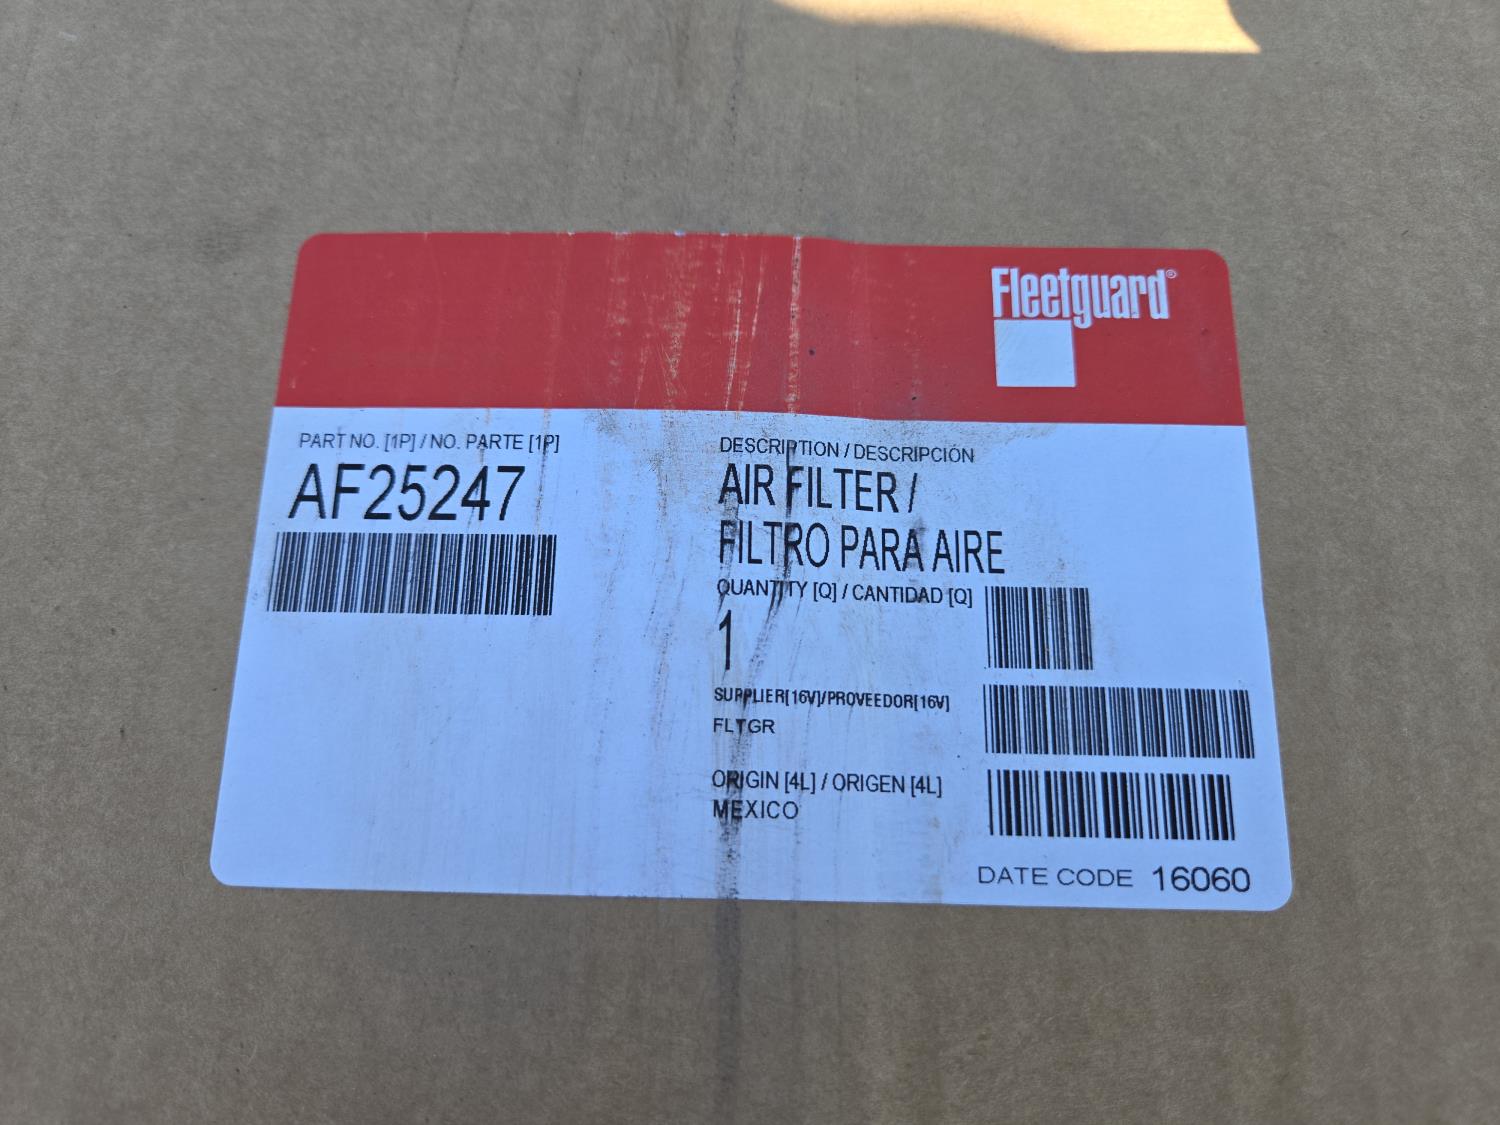 Fleetguard®
PART NO. [1P] / NO. PARTE [1P]
AF25247
DESCRIPTION / DESCRIPCIÓN
AIR FILTER /
FILTRO PARA AIRE
QUANTITY [Q] / CANTIDAD [Q]
1
SUPPLIER[16V]/PROVEEDOR[16V]
FLTGR
ORIGIN [4L] / ORIGEN [4L]
MEXICO
DATE CODE 16060